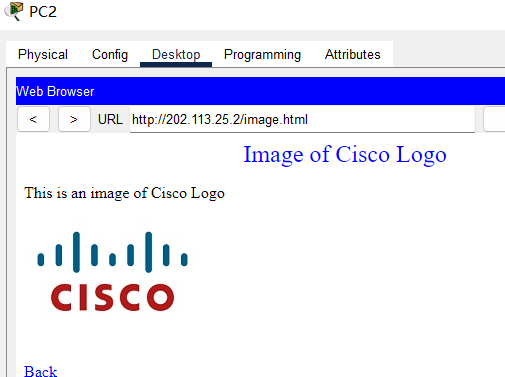 PC2
Physical Config Desktop Programming Attributes
Web Browser
< > URL http://202.113.25.2/image.html
Image of Cisco Logo
This is an image of Cisco Logo
CISCO
Back